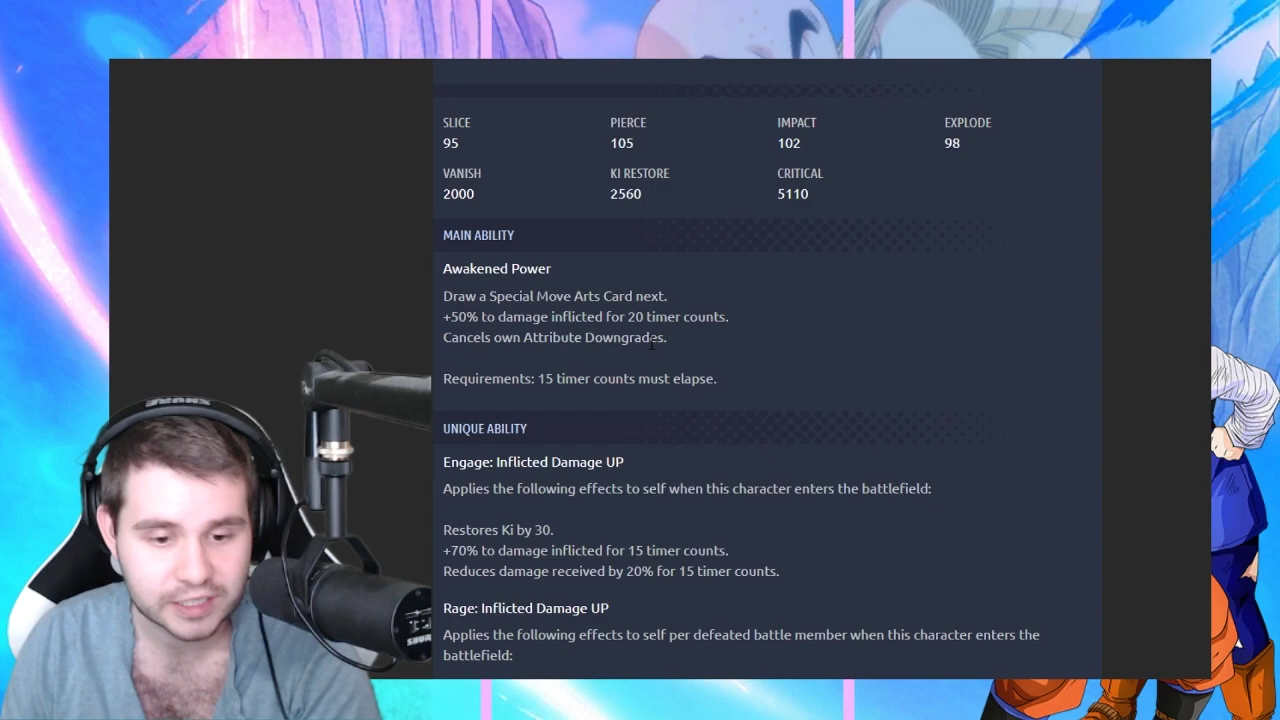 SLICE PIERCE IMPACT EXPLODE
95 105 102 98
VANISH KI RESTORE CRITICAL
2000 2560 5110
MAIN ABILITY
Awakened Power
Draw a Special Move Arts Card next.
+50% to damage inflicted for 20 timer counts.
Cancels own Attribute Downgrades.
Requirements: 15 timer counts must elapse.
UNIQUE ABILITY
Engage: Inflicted Damage UP
Applies the following effects to self when this character enters the battlefield:
Restores Ki by 30.
+70% to damage inflicted for 15 timer counts.
Reduces damage received by 20% for 15 timer counts.
Rage: Inflicted Damage UP
Applies the following effects to self per defeated battle member when this character enters the
battlefield:
SHURE